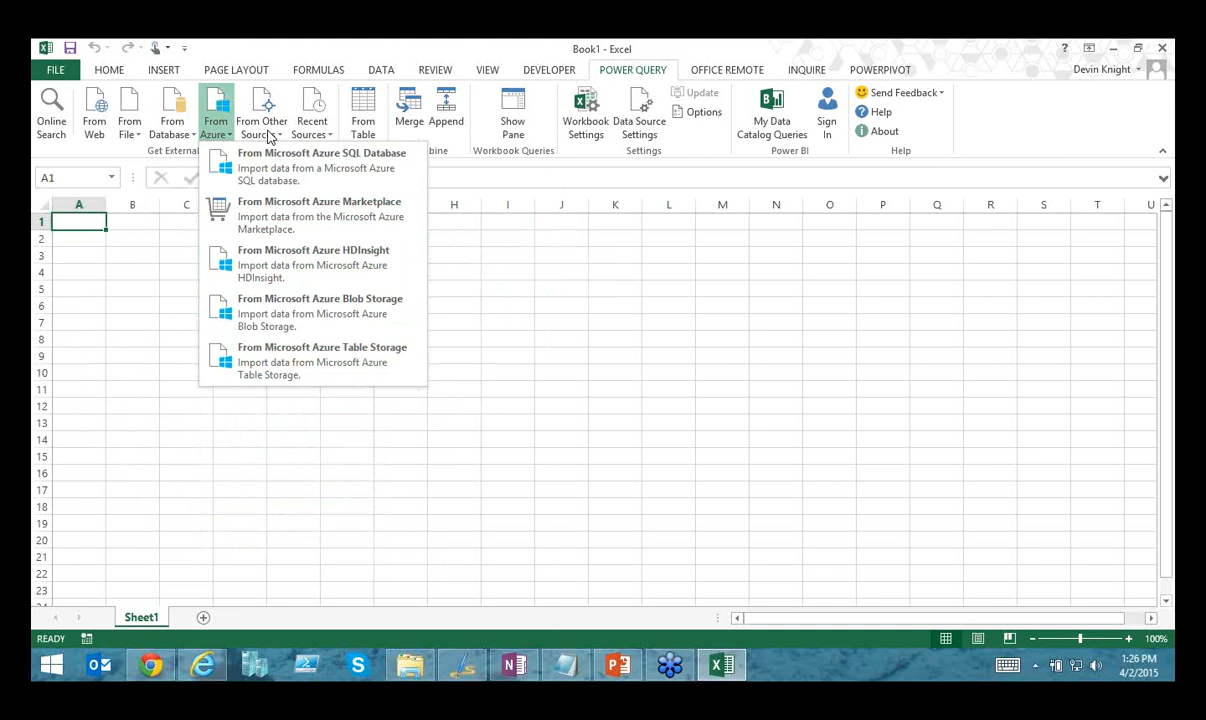 Book1 - Excel
FILE HOME INSERT PAGE LAYOUT FORMULAS DATA REVIEW VIEW DEVELOPER POWER QUERY OFFICE REMOTE INQUIRE POWERPIVOT Devin Knight
Online Search
From Web
From File
From Database
From Azure
From Other Sources
Recent Sources
From Table
Merge
Append
Show Pane
Workbook Settings
Data Source Settings
Update
Options
My Data Catalog Queries
Sign In
Send Feedback
Help
About
Get External
bine
Workbook Queries
Settings
Power BI
Help
A1
From Microsoft Azure SQL Database
Import data from a Microsoft Azure
SQL database.
From Microsoft Azure Marketplace
Import data from the Microsoft Azure
Marketplace.
From Microsoft Azure HDInsight
Import data from Microsoft Azure
HDInsight.
From Microsoft Azure Blob Storage
Import data from Microsoft Azure
Blob Storage.
From Microsoft Azure Table Storage
Import data from Microsoft Azure
Table Storage.
A B C H I J K L M N O P Q R S T U
1
2
3
4
5
6
7
8
9
10
11
12
13
14
15
16
17
18
19
20
21
22
23
Sheet1
READY
100%
1:26 PM
4/2/2015